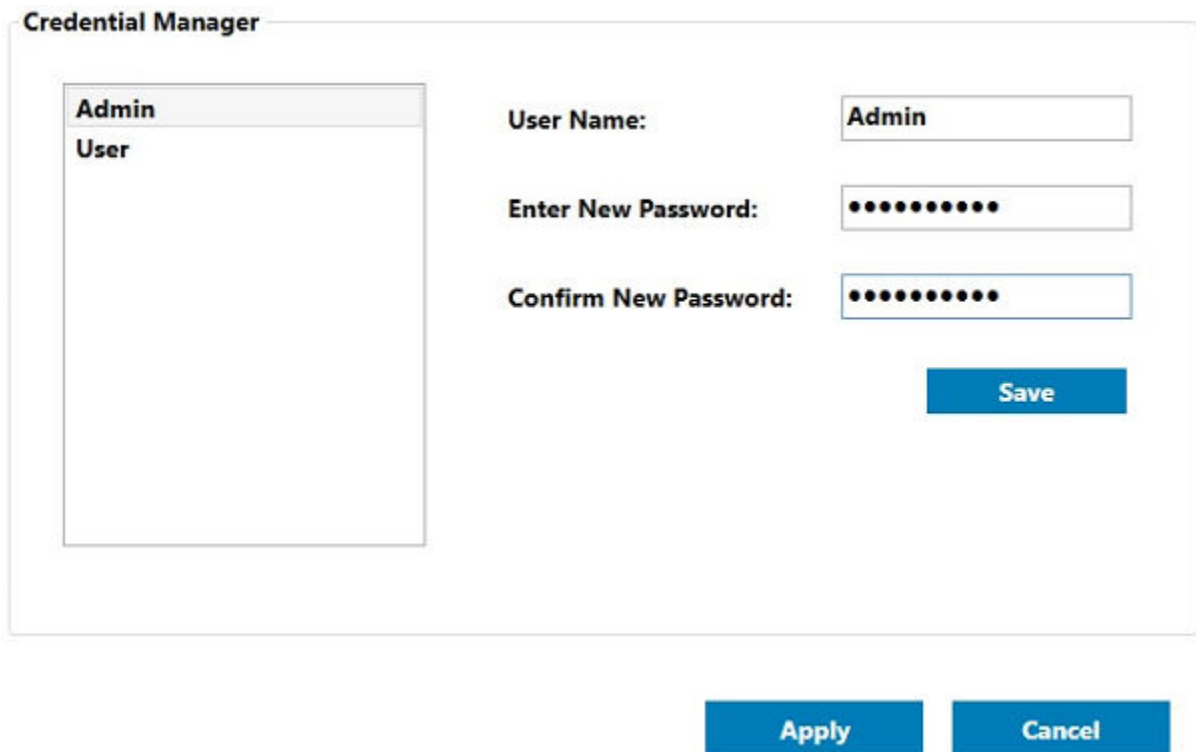 Credential Manager
Admin
User
User Name: Admin
Enter New Password: ••••••••••
Confirm New Password: ••••••••••
Save
Apply Cancel